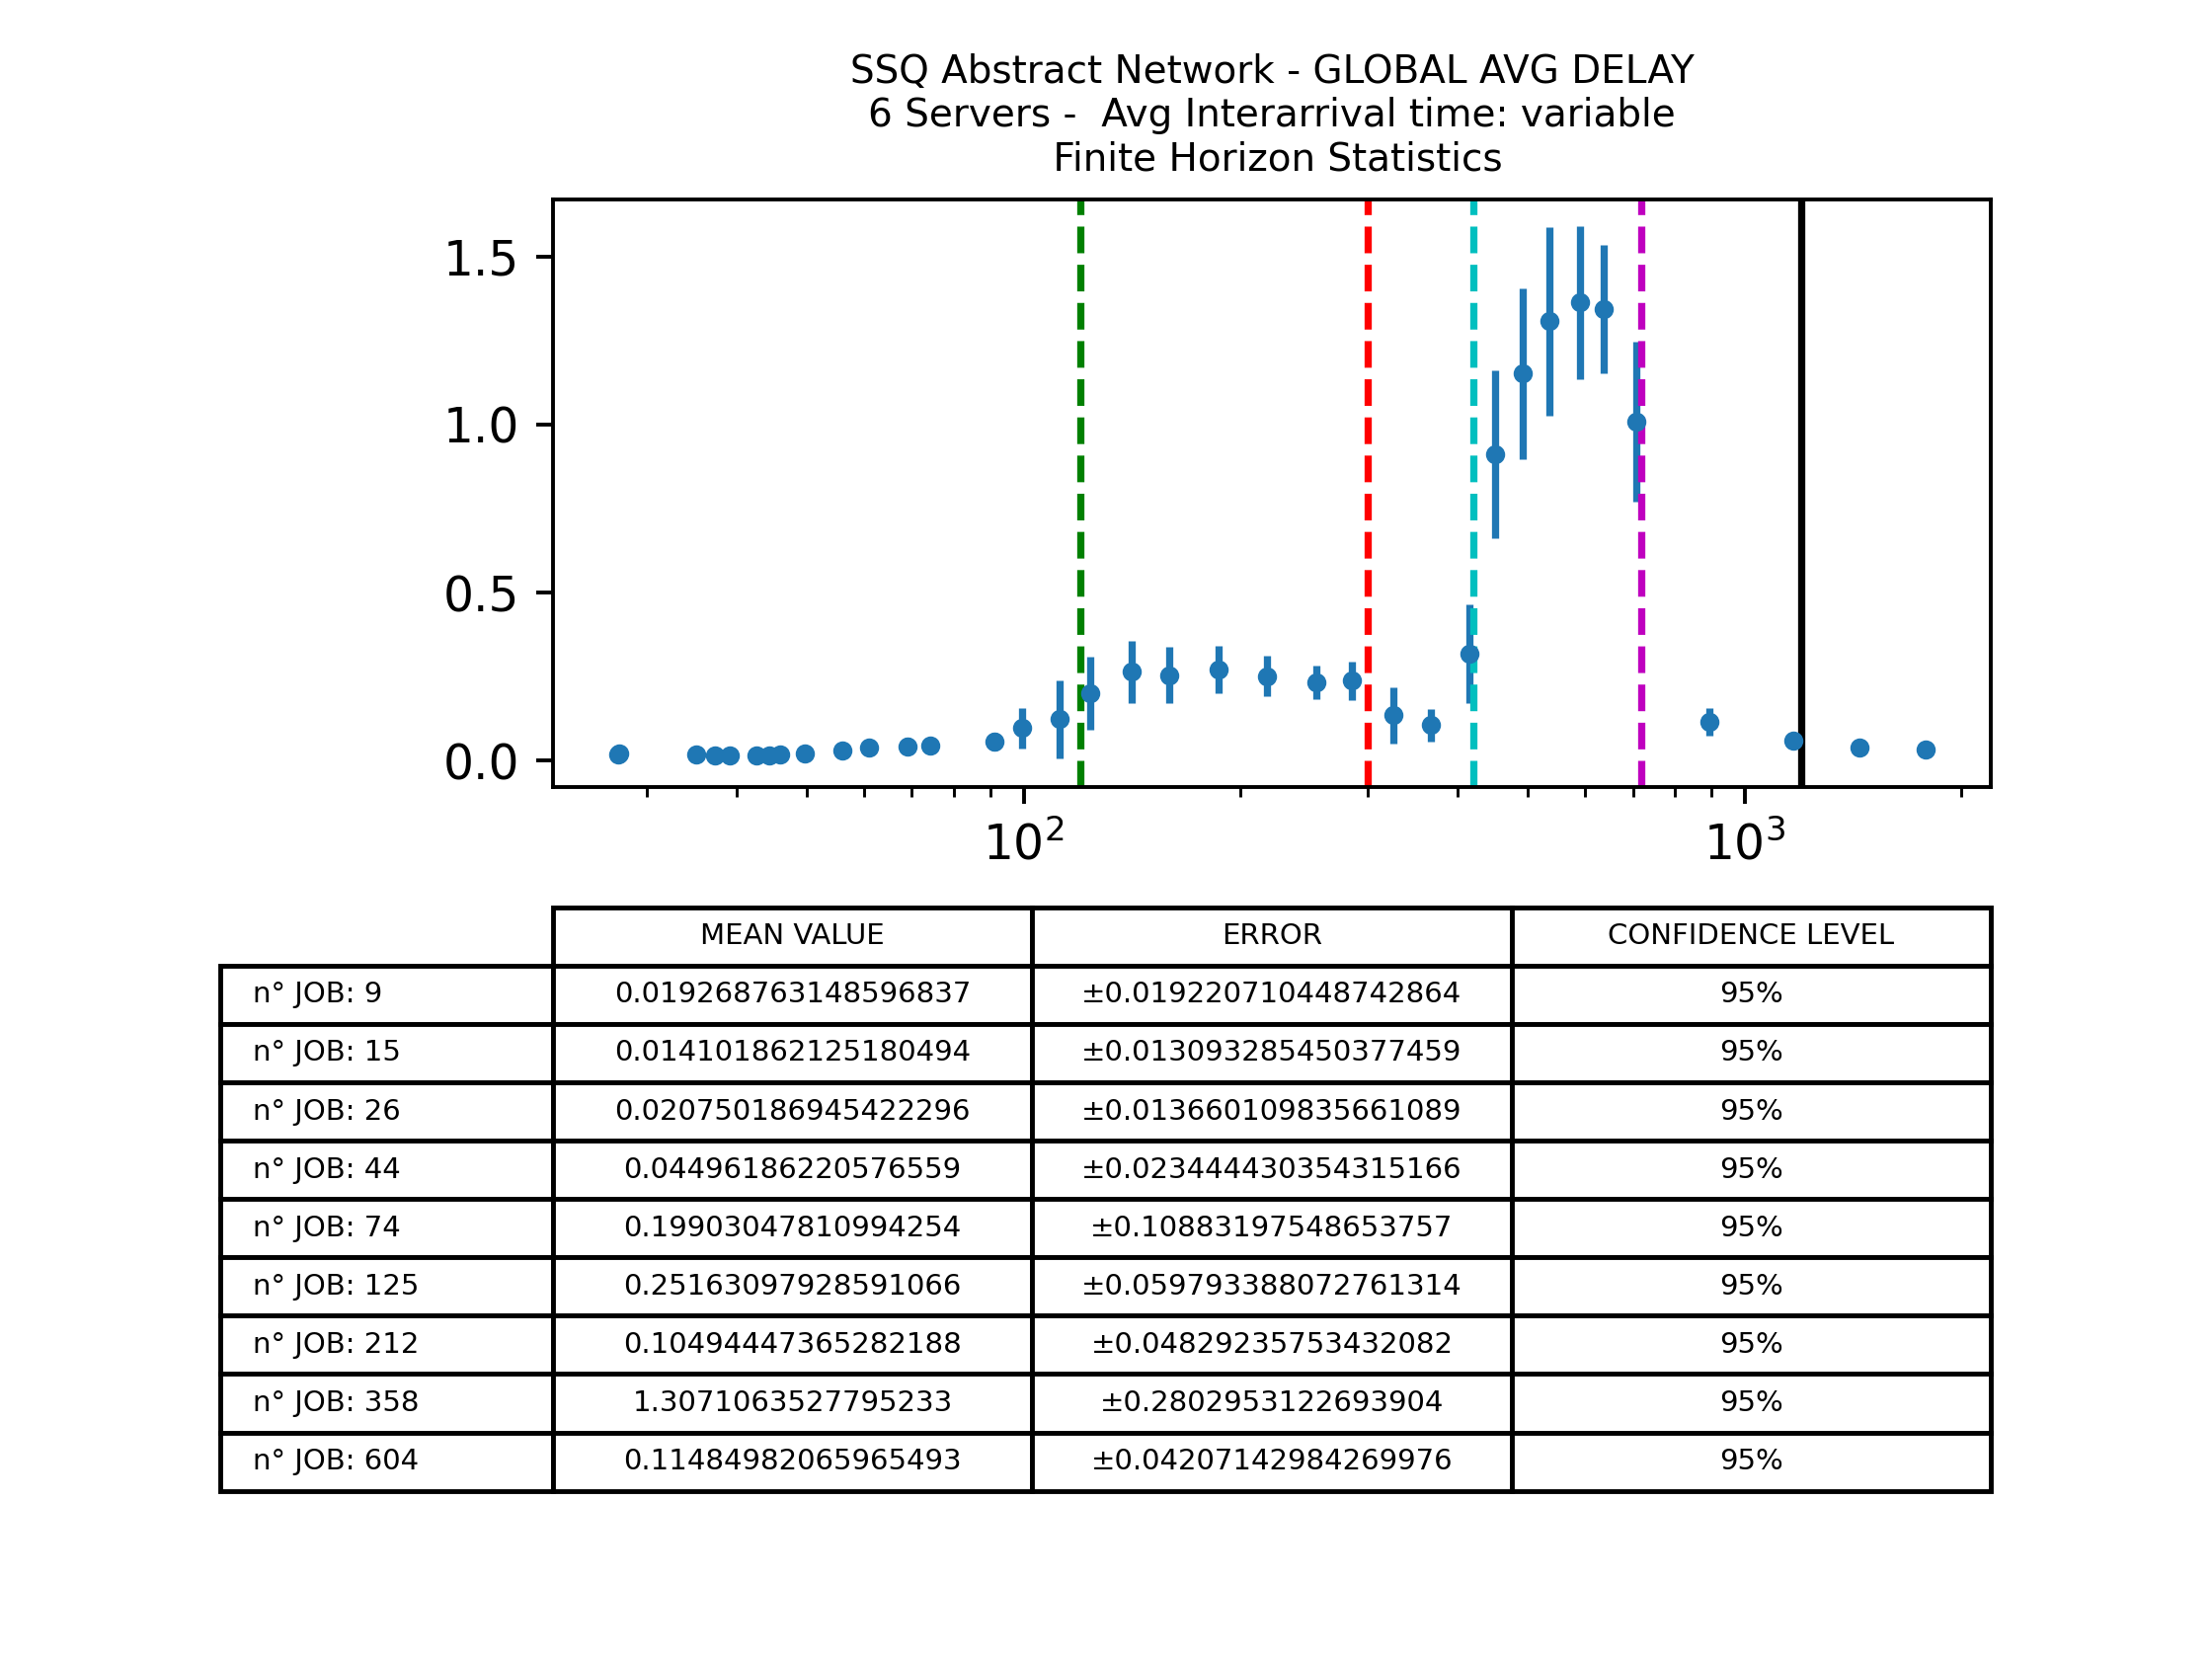 SSQ Abstract Network - GLOBAL AVG DELAY
6 Servers -  Avg Interarrival time: variable
Finite Horizon Statistics
1.5
1.0
0.5
0.0
10² 10³
MEAN VALUE ERROR CONFIDENCE LEVEL
n° JOB: 9 0.019268763148596837 ±0.019220710448742864 95%
n° JOB: 15 0.014101862125180494 ±0.013093285450377459 95%
n° JOB: 26 0.020750186945422296 ±0.013660109835661089 95%
n° JOB: 44 0.04496186220576559 ±0.023444430354315166 95%
n° JOB: 74 0.19903047810994254 ±0.10883197548653757 95%
n° JOB: 125 0.25163097928591066 ±0.059793388072761314 95%
n° JOB: 212 0.10494447365282188 ±0.04829235753432082 95%
n° JOB: 358 1.3071063527795233 ±0.2802953122693904 95%
n° JOB: 604 0.11484982065965493 ±0.04207142984269976 95%